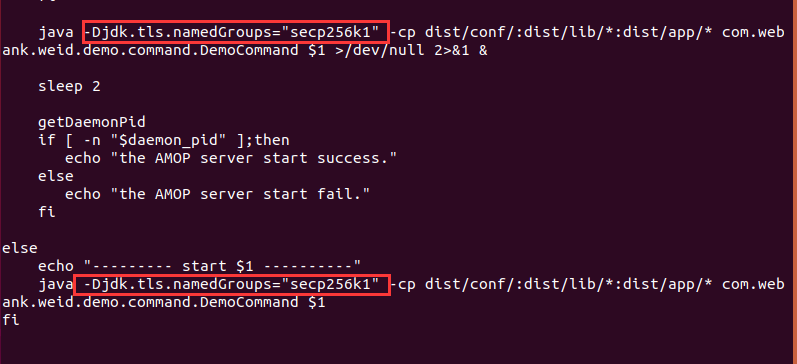 java -Djdk.tls.namedGroups="secp256k1" -cp dist/conf/:dist/lib/*:dist/app/* com.web
ank.weid.demo.command.DemoCommand $1 >/dev/null 2>&1 &
sleep 2
getDaemonPid
if [ -n "$daemon_pid" ];then
echo "the AMOP server start success."
else
echo "the AMOP server start fail."
fi
else
echo "--------- start $1 ----------"
java -Djdk.tls.namedGroups="secp256k1" -cp dist/conf/:dist/lib/*:dist/app/* com.web
ank.weid.demo.command.DemoCommand $1
fi